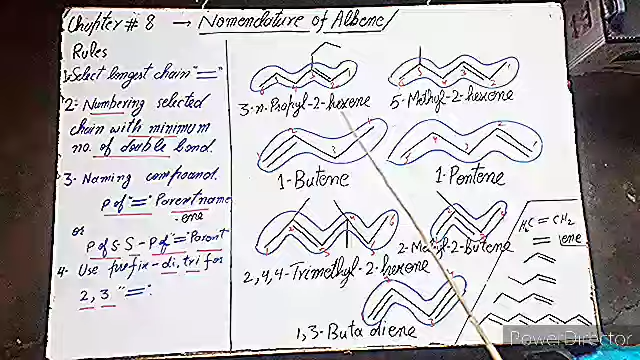 Chapter # 8 → Nomenclature of Albene/
Rules
1- Select longest chain "="
2- Numbering selected
chain with minimum
no. of double bond.
3- Naming compound.
P of "=" Parent name
-ene
or
P of S - S - P of "=" Parent
4- Use prefix - di, tri for
2, 3 "=".
3-n-Propyl-2-hexene
5-Methyl-2-hexene
1-Butene
1-Pentene
2,4,4-Trimethyl-2-hexene
2-Methyl-2-butene
1,3-Buta diene
H₂C = CH₂
= ene
PowerDirector